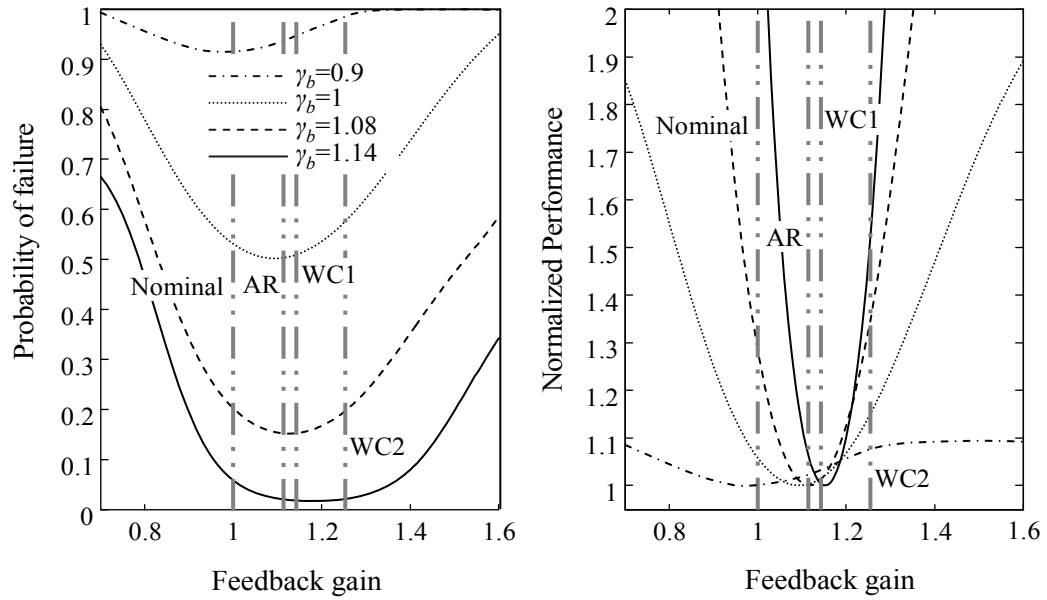 1
0.9
0.8
0.7
0.6
0.5
0.4
0.3
0.2
0.1
0
Probability of failure
γb=0.9
γb=1
γb=1.08
γb=1.14
Nominal
AR
WC1
WC2
0.8
1
1.2
1.4
1.6
Feedback gain
2
1.9
1.8
1.7
1.6
1.5
1.4
1.3
1.2
1.1
1
Normalized Performance
Nominal
WC1
AR
WC2
0.8
1
1.2
1.4
1.6
Feedback gain